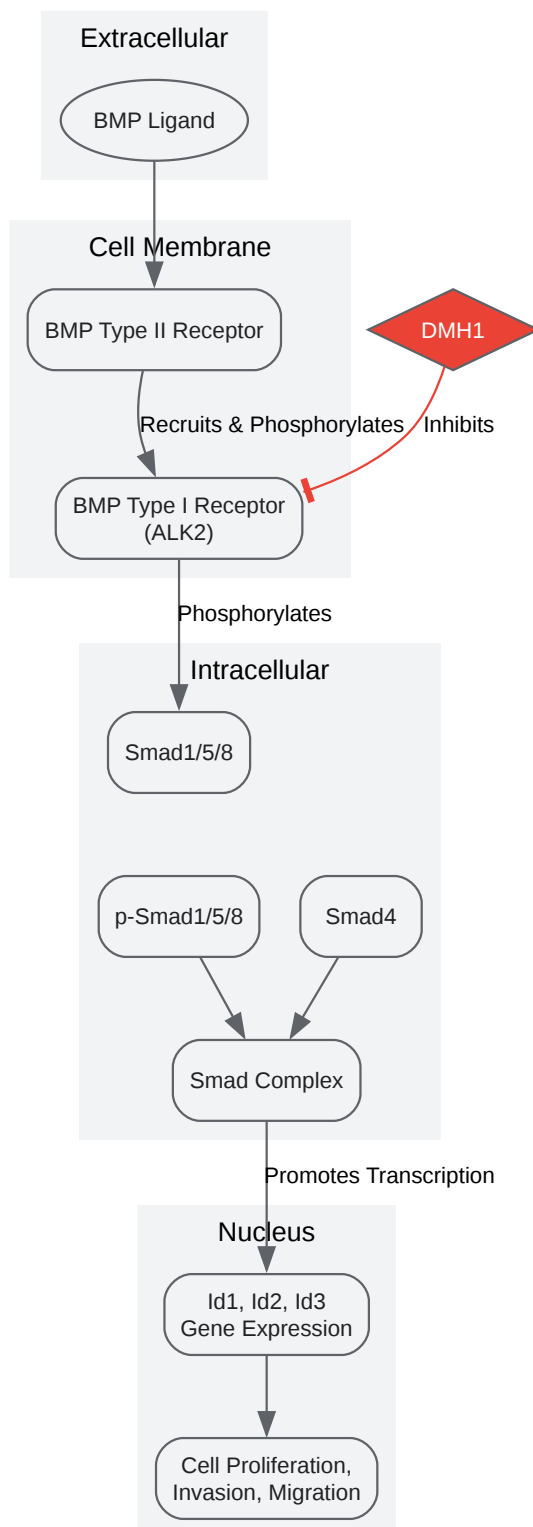 Extracellular
BMP Ligand
Cell Membrane
BMP Type II Receptor
DMH1
Recruits & Phosphorylates
Inhibits
BMP Type I Receptor
(ALK2)
Phosphorylates
Intracellular
Smad1/5/8
p-Smad1/5/8
Smad4
Smad Complex
Promotes Transcription
Nucleus
Id1, Id2, Id3
Gene Expression
Cell Proliferation,
Invasion, Migration